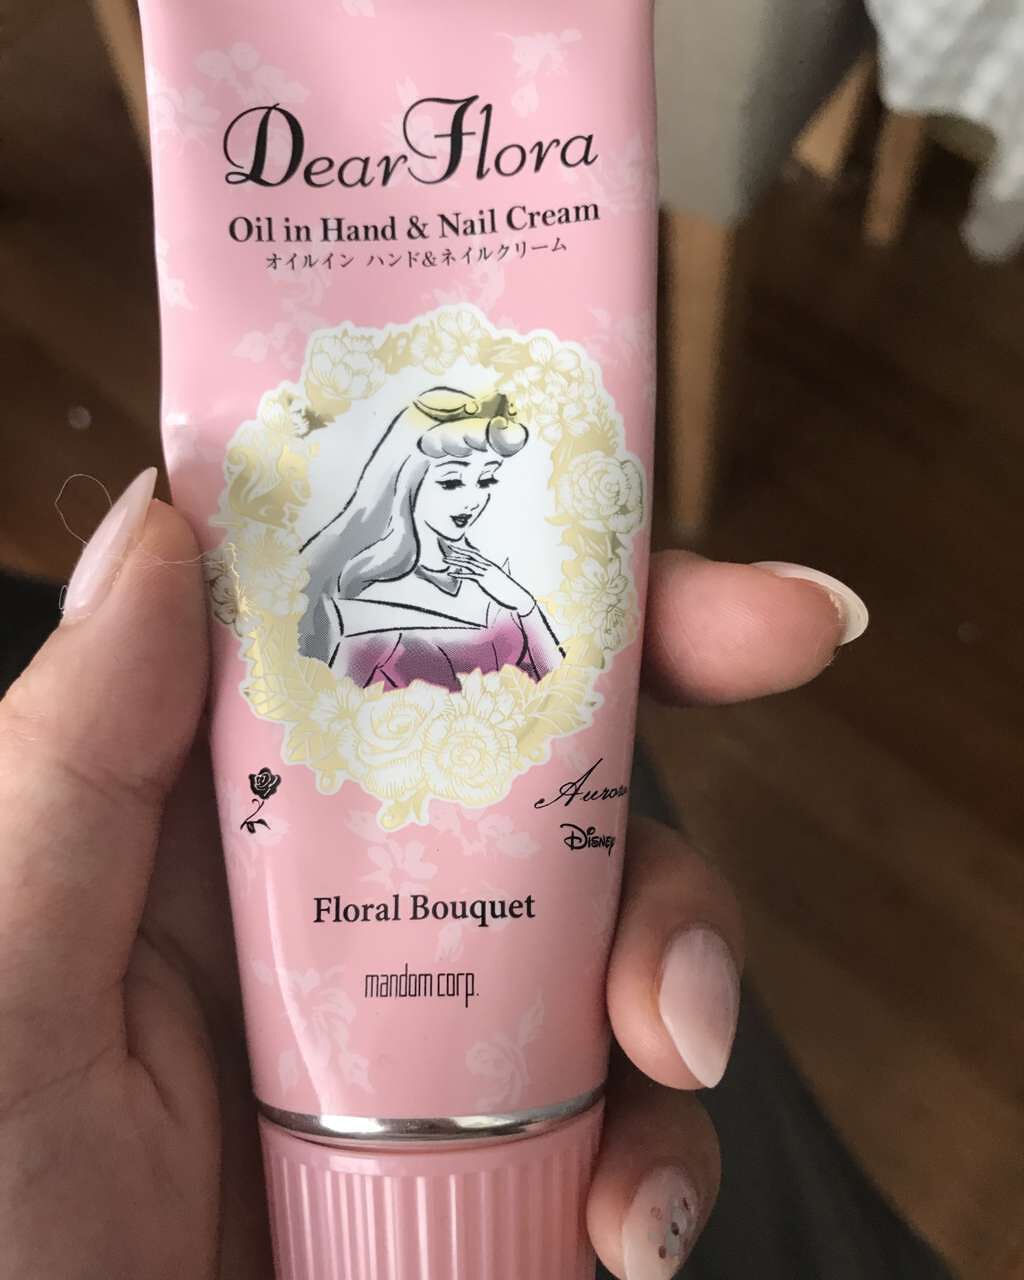 Dear Flora
Oil in Hand & Nail Cream
オイルイン ハンド&ネイルクリーム
Aurora
Disney
Floral Bouquet
mandom corp.